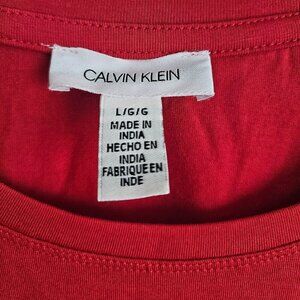 CALVIN KLEIN
L/G/G
MADE IN
INDIA
HECHO EN
INDIA
FABRIQUE EN
INDE